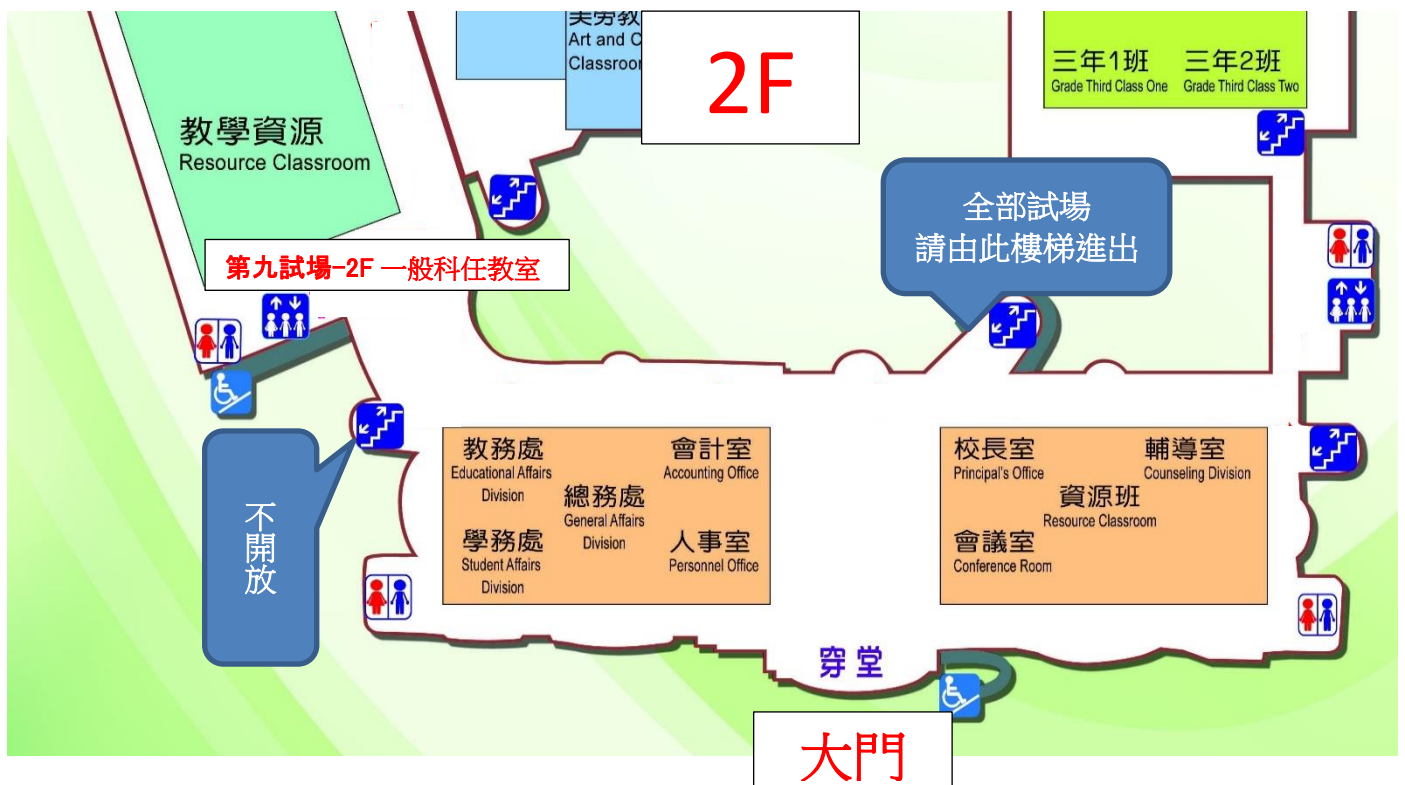 美勞教
Art and C
Classroom
2F
三年1班
Grade Third Class One
三年2班
Grade Third Class Two
教學資源
Resource Classroom
全部試場
請由此樓梯進出
第九試場-2F 一般科任教室
不開放
教務處
Educational Affairs
Division
會計室
Accounting Office
總務處
General Affairs
Division
學務處
Student Affairs
Division
人事室
Personnel Office
校長室
Principal's Office
輔導室
Counseling Division
資源班
Resource Classroom
會議室
Conference Room
穿堂
大門